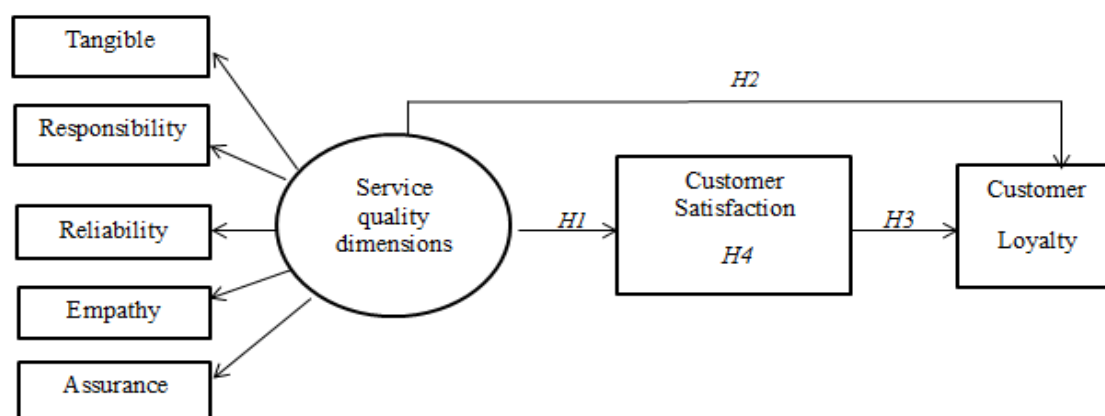 Tangible
Responsibility
Reliability
Empathy
Assurance
Service
quality
dimensions
H1
H2
Customer
Satisfaction
H4
H3
Customer
Loyalty